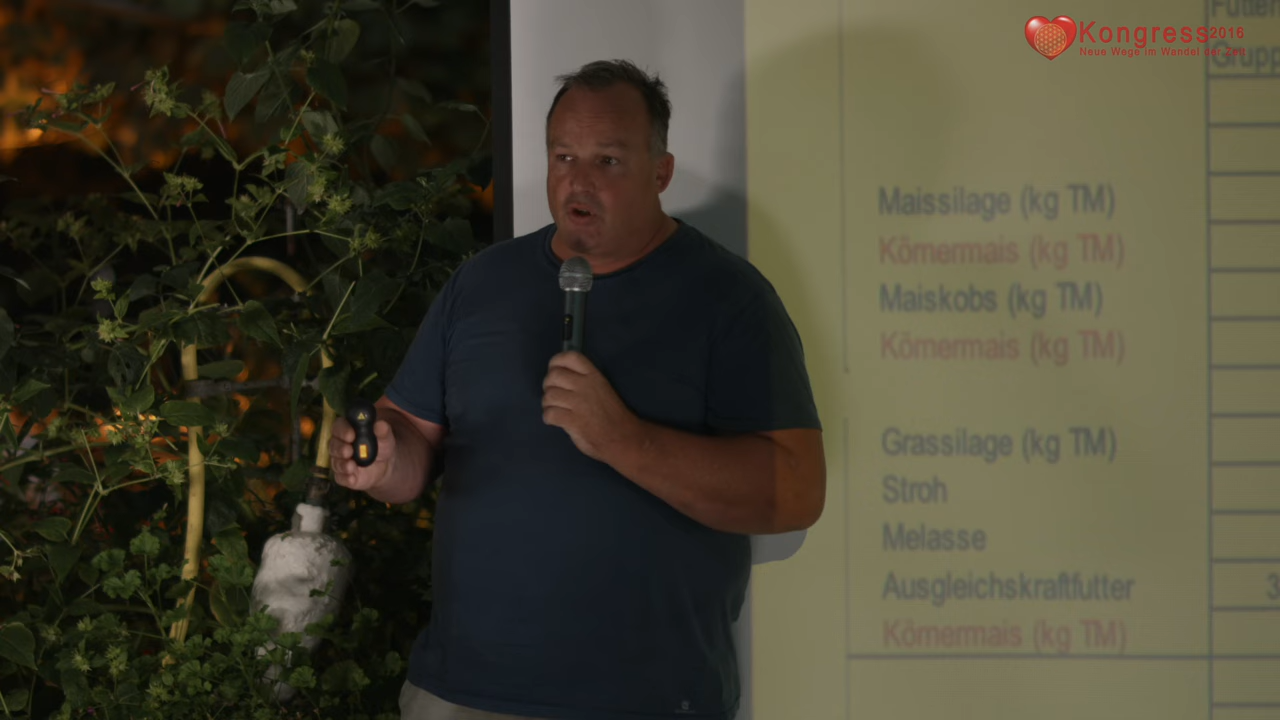 Kongress2016
Neue Wege im Wandel der Zeit
Maissilage (kg TM)
Körnermais (kg TM)
Maiskobs (kg TM)
Körnermais (kg TM)
Grassilage (kg TM)
Stroh
Melasse
Ausgleichskraftfutter
3
Körnermais (kg TM)